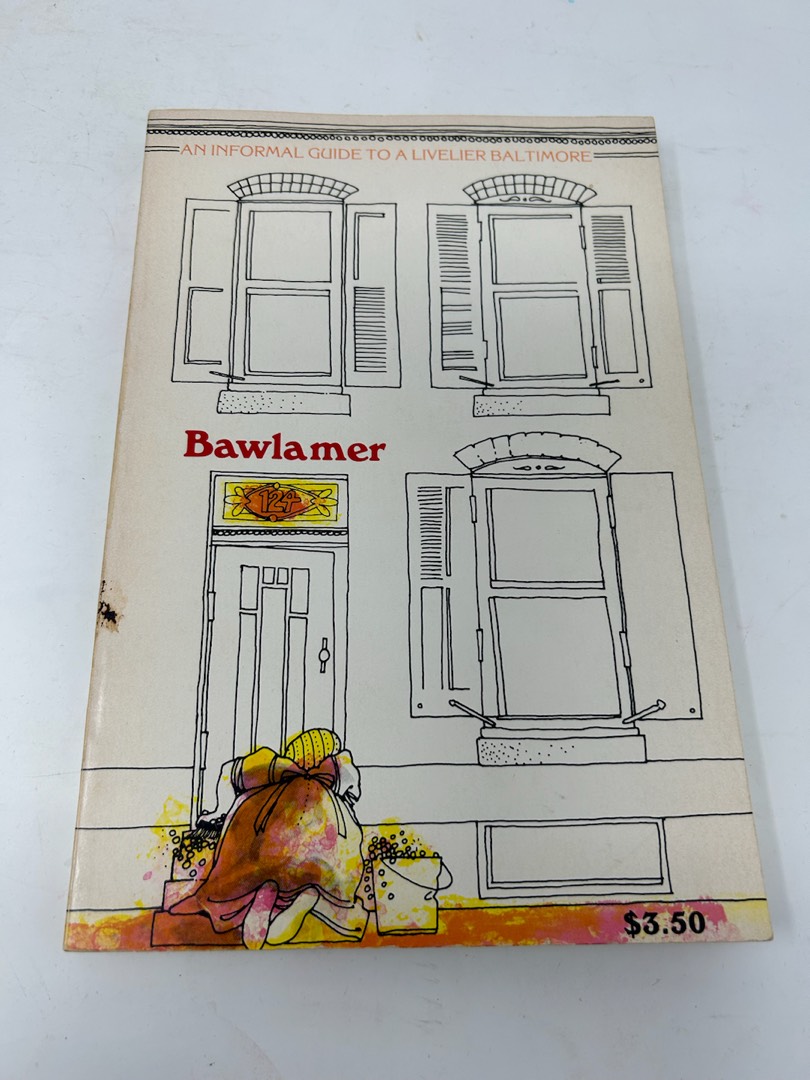 AN INFORMAL GUIDE TO A LIVELIER BALTIMORE
Bawlamer
124
$3.50